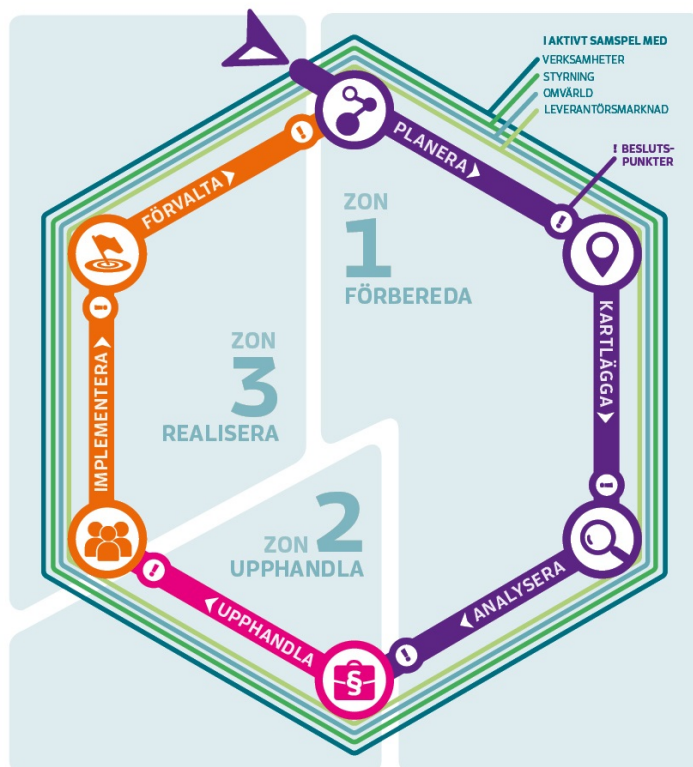 I AKTIVT SAMSPEL MED
VERKSAMHETER
STYRNING
OMVÄRLD
LEVERANTÖRSMARKNAD
! BESLUTS-
PUNKTER
PLANERA
!
KARTLÄGGA
!
ANALYSERA
!
UPPHANDLA
!
IMPLEMENTERA
!
FÖRVALTA
!
ZON
1
FÖRBEREDA
ZON
3
REALISERA
ZON 2
UPPHANDLA
§